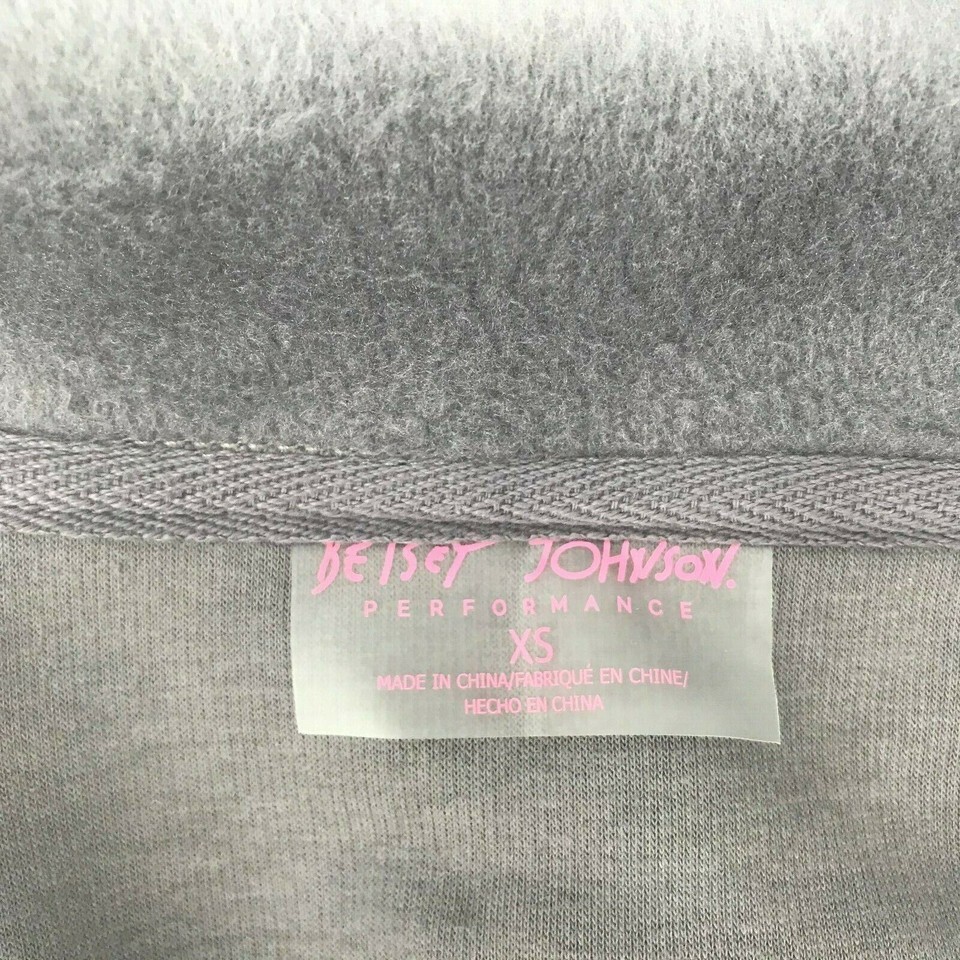 BETSEY JOHNSON.
PERFORMANCE
XS
MADE IN CHINA/FABRIQUÉ EN CHINE/
HECHO EN CHINA